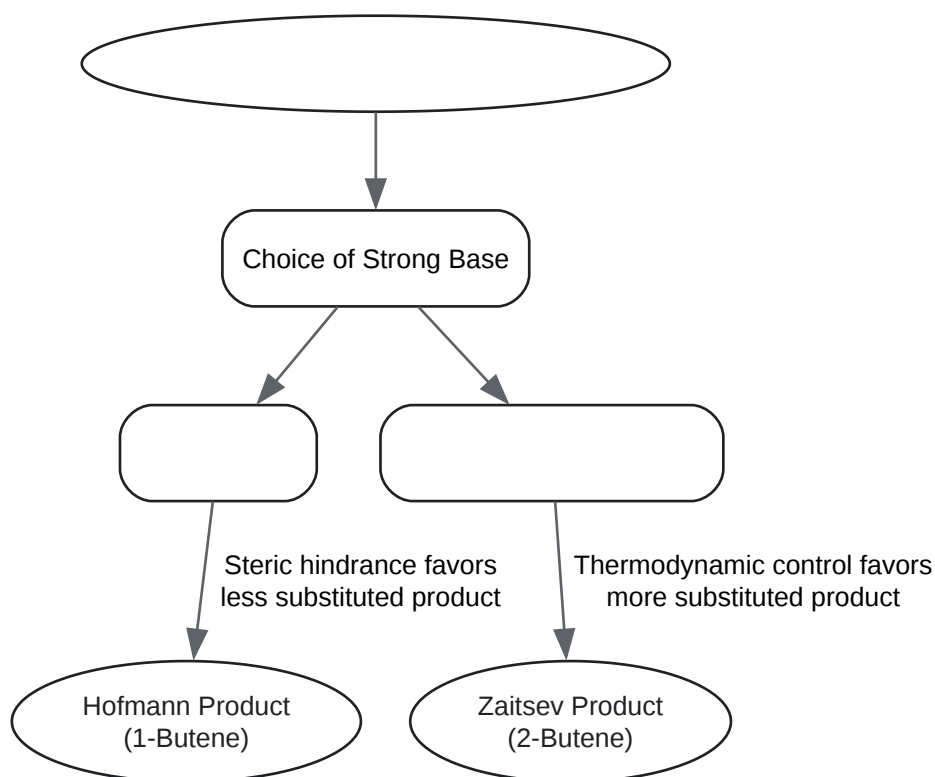 Choice of Strong Base
Steric hindrance favors
less substituted product
Thermodynamic control favors
more substituted product
Hofmann Product
(1-Butene)
Zaitsev Product
(2-Butene)